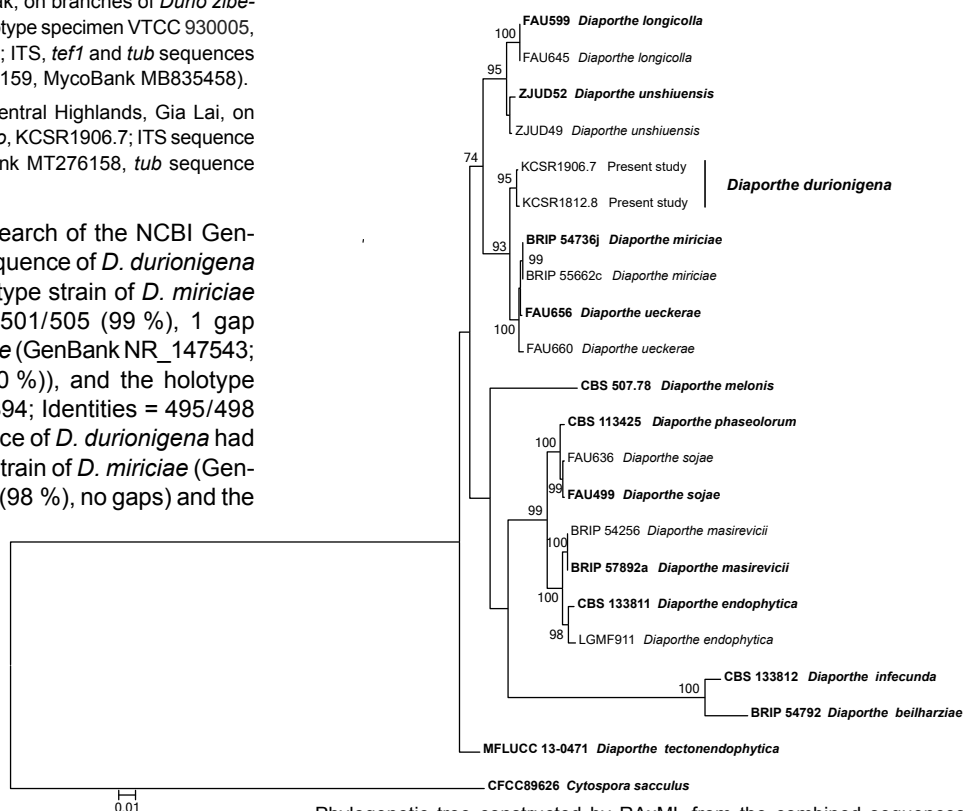 ak, on branches of Durio zibe-
type specimen VTCC 930005,
; ITS, tef1 and tub sequences
159, MycoBank MB835458).
entral Highlands, Gia Lai, on
o, KCSR1906.7; ITS sequence
nk MT276158, tub sequence
earch of the NCBI Gen-
quence of D. durionigena
type strain of D. miriciae
501/505 (99 %), 1 gap
e (GenBank NR_147543;
0 %)), and the holotype
394; Identities = 495/498
ce of D. durionigena had
strain of D. miriciae (Gen-
(98 %), no gaps) and the
FAU599 Diaporthe longicolla
100
FAU645 Diaporthe longicolla
95
ZJUD52 Diaporthe unshiuensis
ZJUD49 Diaporthe unshiuensis
74
KCSR1906.7 Present study
95
Diaporthe durionigena
KCSR1812.8 Present study
BRIP 54736j Diaporthe miriciae
93
99
BRIP 55662c Diaporthe miriciae
FAU656 Diaporthe ueckerae
100
FAU660 Diaporthe ueckerae
CBS 507.78 Diaporthe melonis
CBS 113425 Diaporthe phaseolorum
100
FAU636 Diaporthe sojae
99
FAU499 Diaporthe sojae
99
BRIP 54256 Diaporthe masirevicii
100
BRIP 57892a Diaporthe masirevicii
100
CBS 133811 Diaporthe endophytica
98
LGMF911 Diaporthe endophytica
CBS 133812 Diaporthe infecunda
100
BRIP 54792 Diaporthe beilharziae
MFLUCC 13-0471 Diaporthe tectonendophytica
CFCC89626 Cytospora sacculus
0.01
Phylogenetic tree constructed by RAxML from the combined sequences